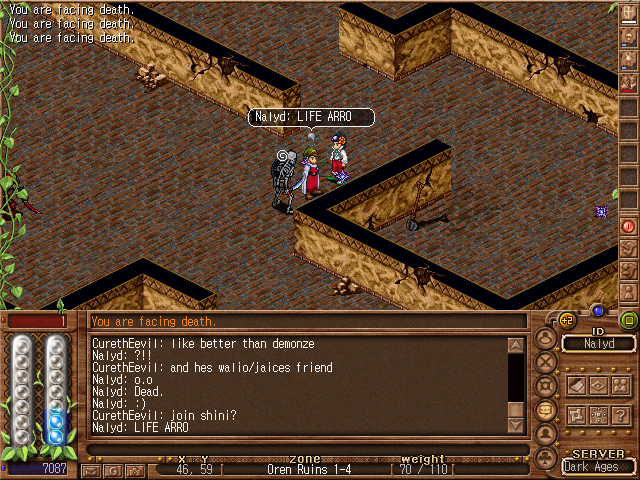 You are facing death.
You are facing death.
You are facing death.
Nalyd: LIFE ARRO
1
You are facing death.
+2
ID
Nalyd
CurethEevil: like better than demonze
Nalyd: ?!!
CurethEevil: and hes walio/jaices friend
Nalyd: o.o
Nalyd: Dead.
Nalyd: :)
CurethEevil: join shini?
Nalyd: LIFE ARRO
?
7087
x y zone weight
46, 59 Oren Ruins 1-4 70 / 110
SERVER
Dark Ages